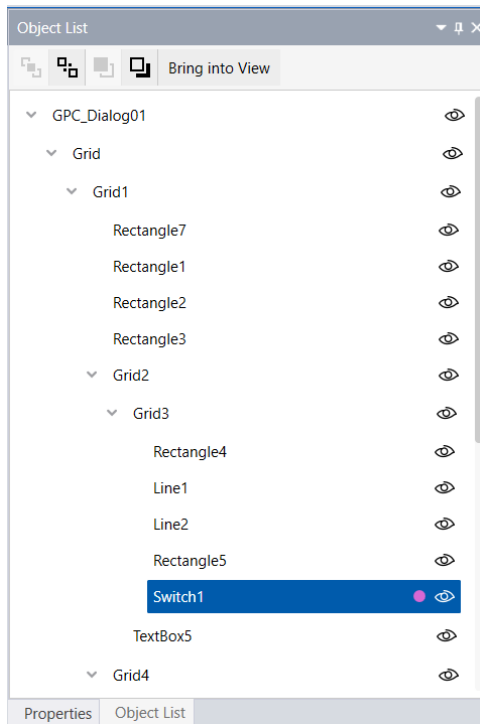 Object List
Bring into View
GPC_Dialog01
Grid
Grid1
Rectangle7
Rectangle1
Rectangle2
Rectangle3
Grid2
Grid3
Rectangle4
Line1
Line2
Rectangle5
Switch1
TextBox5
Grid4
Properties Object List